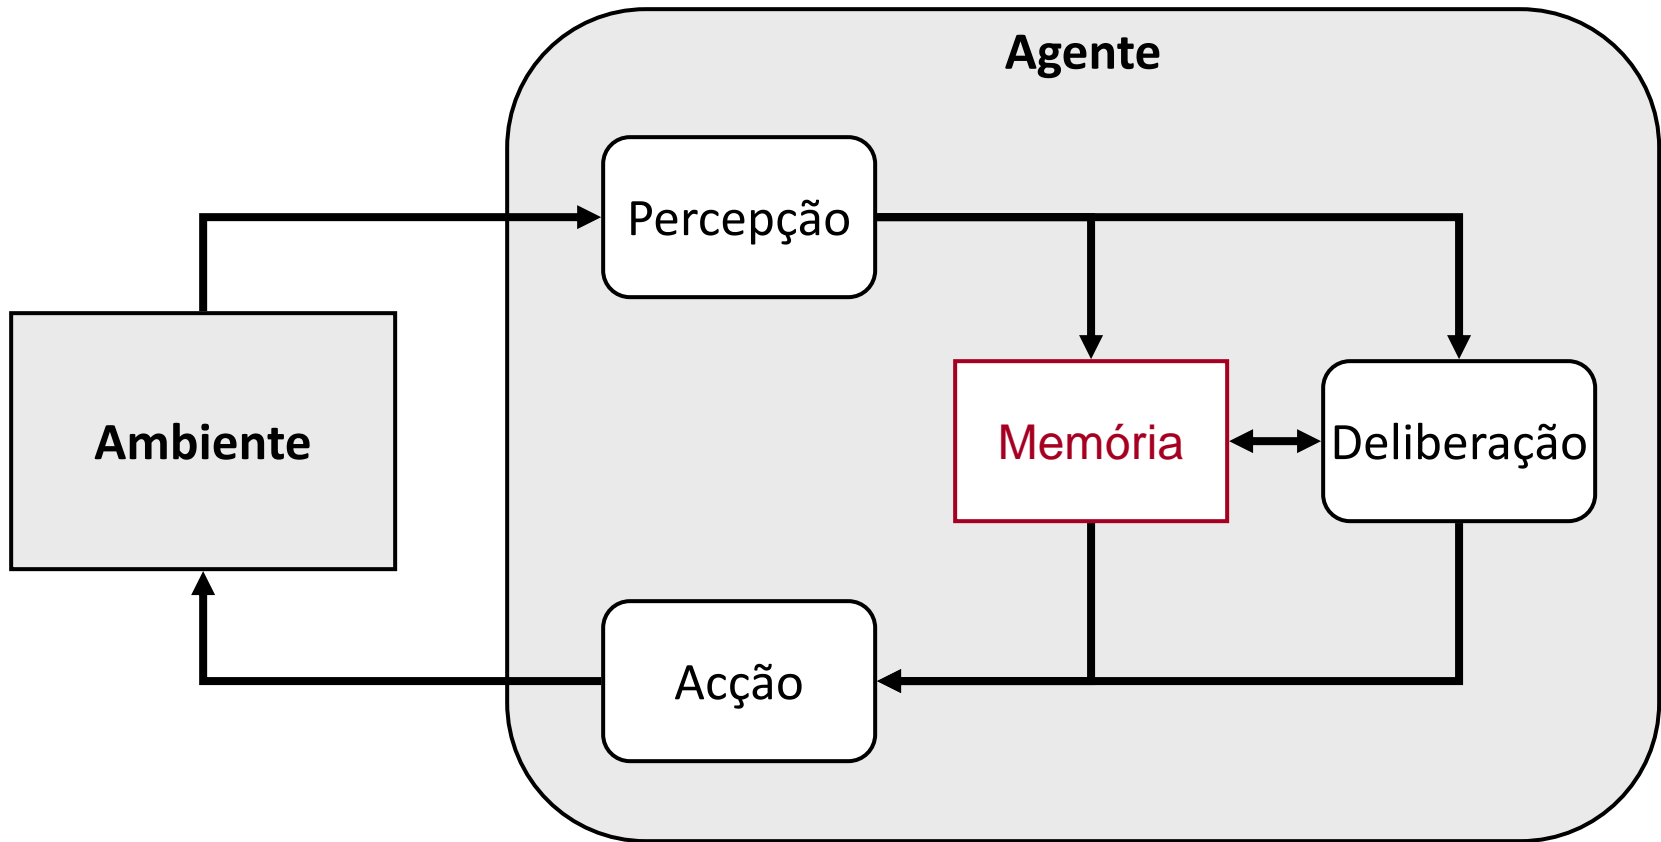 Agente
Percepção
Ambiente
Memória
Deliberação
Acção